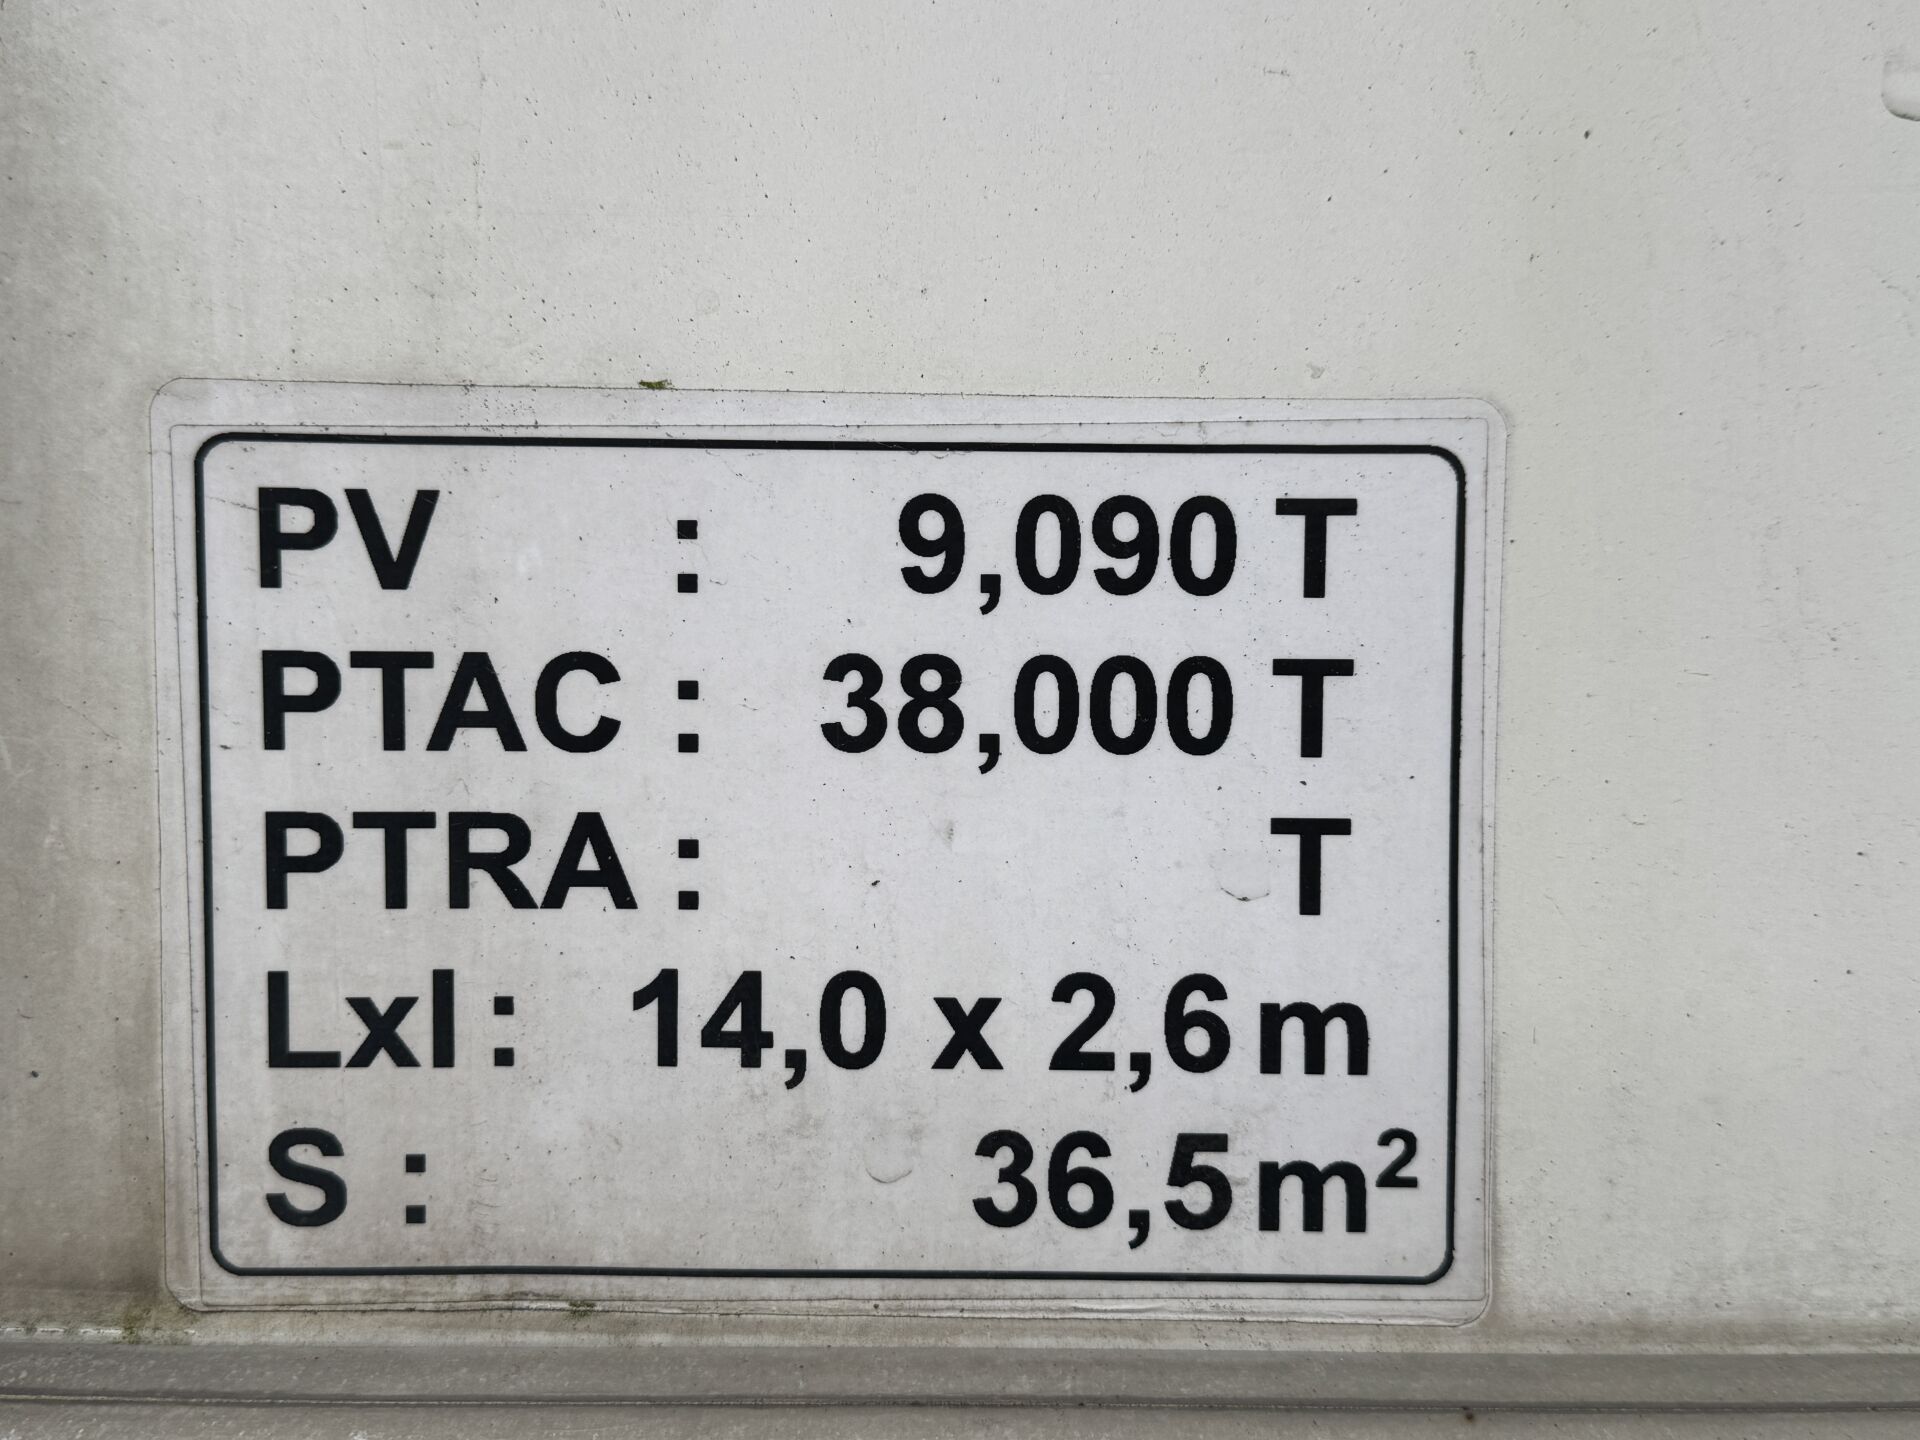 PV : 9,090 T
PTAC : 38,000 T
PTRA : T
Lxl : 14,0 x 2,6 m
S : 36,5 m²